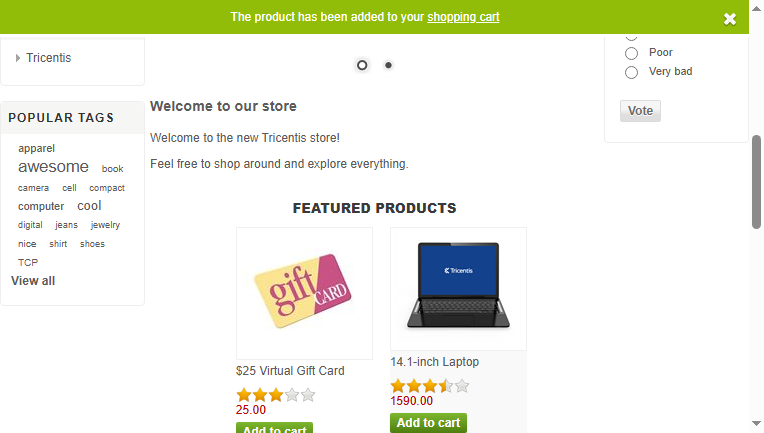 The product has been added to your shopping cart
Tricentis
Poor
Very bad
Vote
POPULAR TAGS
apparel
awesome book
camera cell compact
computer cool
digital jeans jewelry
nice shirt shoes
TCP
View all
Welcome to our store
Welcome to the new Tricentis store!
Feel free to shop around and explore everything.
FEATURED PRODUCTS
gift CARD
Tricentis
$25 Virtual Gift Card
25.00
Add to cart
14.1-inch Laptop
1590.00
Add to cart